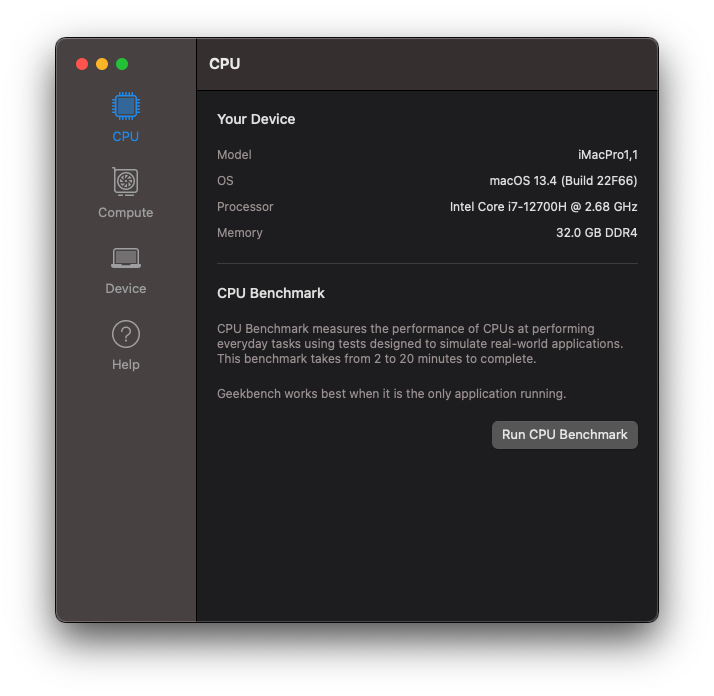 CPU
CPU
Compute
Device
Help
Your Device
Model iMacPro1,1
OS macOS 13.4 (Build 22F66)
Processor Intel Core i7-12700H @ 2.68 GHz
Memory 32.0 GB DDR4
CPU Benchmark
CPU Benchmark measures the performance of CPUs at performing
everyday tasks using tests designed to simulate real-world applications.
This benchmark takes from 2 to 20 minutes to complete.
Geekbench works best when it is the only application running.
Run CPU Benchmark